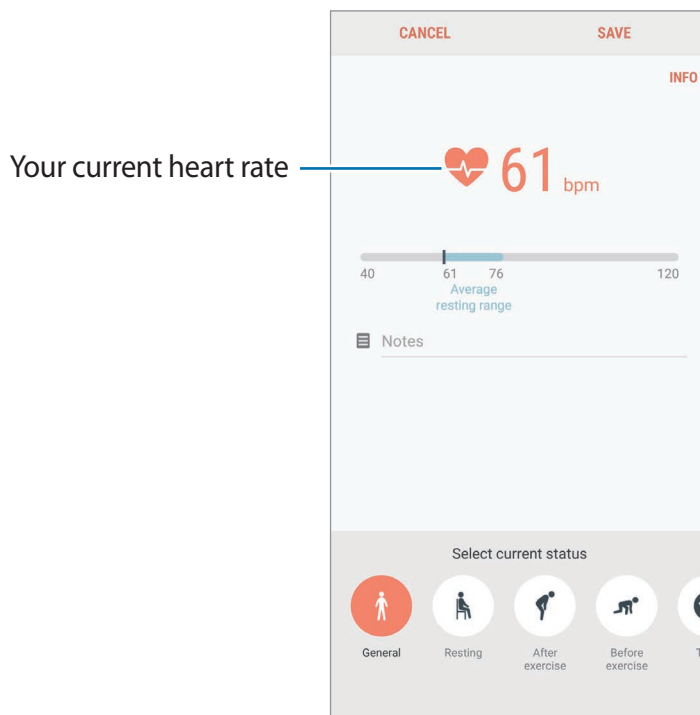 CANCEL SAVE
INFO
Your current heart rate
61 bpm
40 61 76 120
Average
resting range
Notes
Select current status
General Resting After Before
exercise exercise